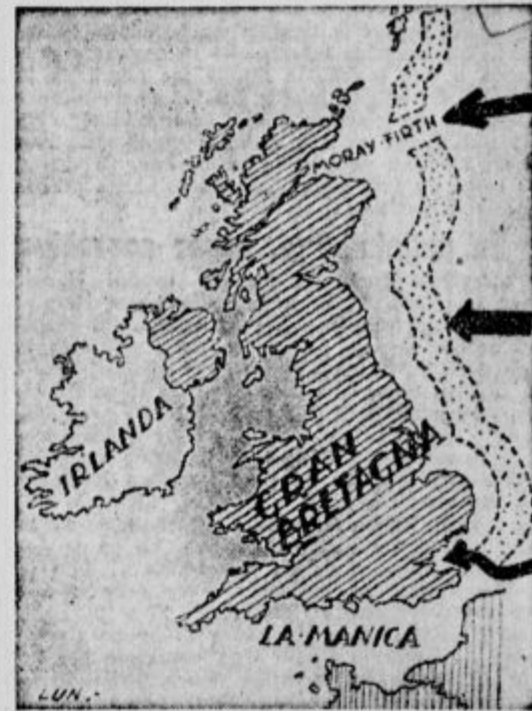 MORAY FIRTH
IRLANDA
GRAN
BRETAGNA
LA-MANICA
LUN.-